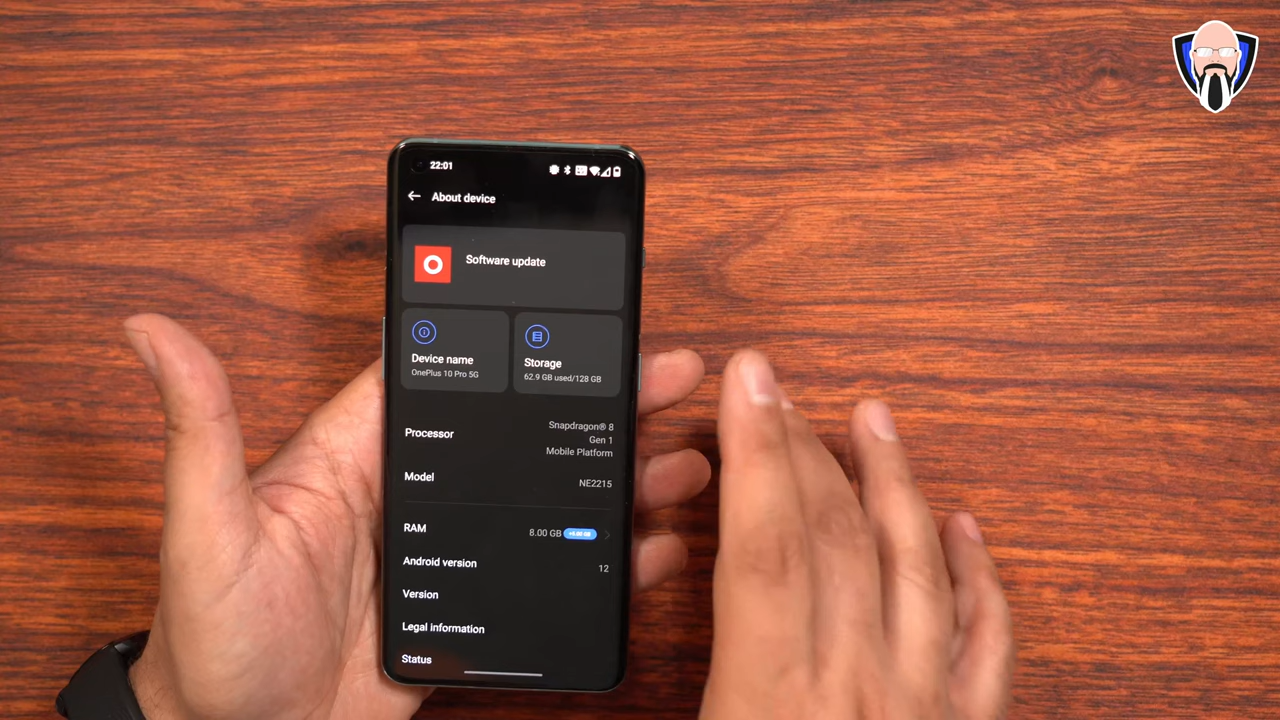 22:01
About device
Software update
Device name
OnePlus 10 Pro 5G
Storage
62.9 GB used/128 GB
Processor
Snapdragon® 8
Gen 1
Mobile Platform
Model
NE2215
RAM
8.00 GB
Android version
12
Version
Legal information
Status